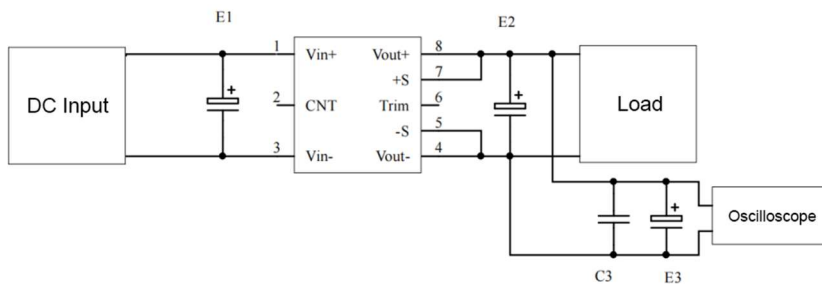 E1
E2
DC Input
1
Vin+
Vout+
8
+S
7
2
CNT
Trim
6
-S
5
3
Vin-
Vout-
4
Load
+
+
+
Oscilloscope
C3
E3